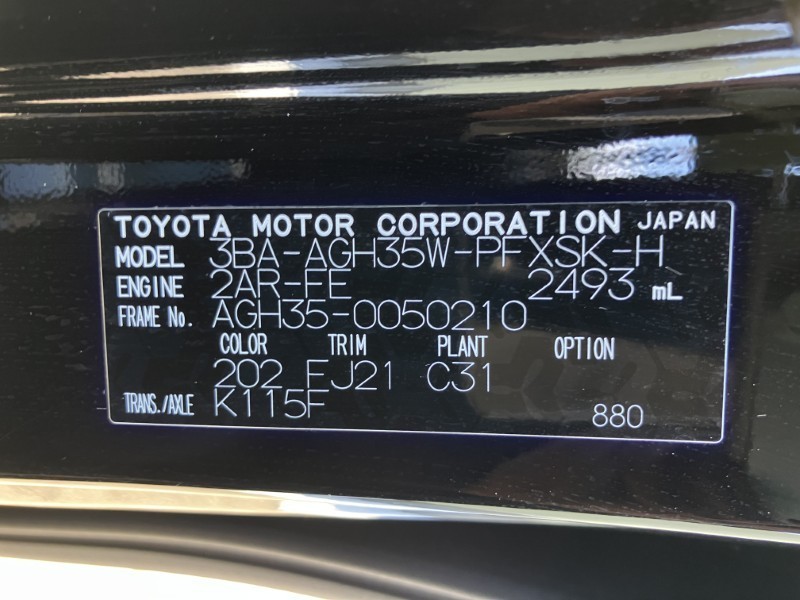 TOYOTA MOTOR CORPORATION JAPAN
MODEL 3BA-AGH35W-PFXSK-H
ENGINE 2AR-FE 2493 mL
FRAME No. AGH35-0050210
COLOR TRIM PLANT OPTION
202 FJ21 C31
TRANS./AXLE K115F
880